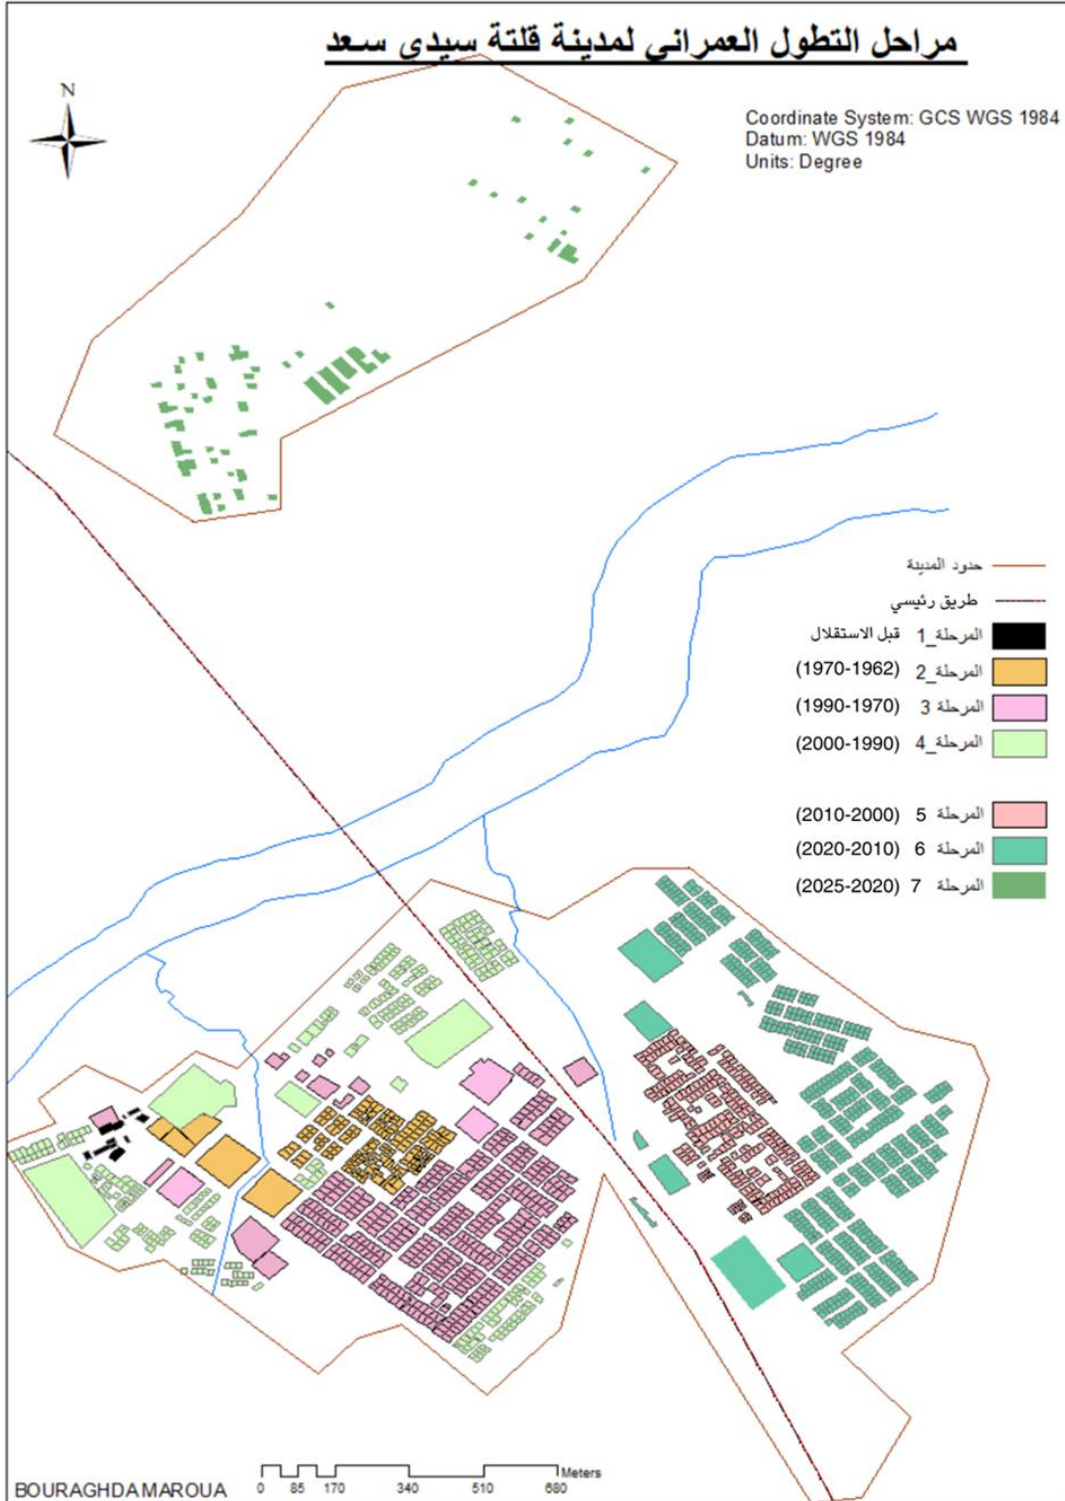 مراحل التطول العمراني لمدينة قلتة سيدي سعد
N
Coordinate System: GCS WGS 1984
Datum: WGS 1984
Units: Degree
حدود المدينة
طريق رئيسي
المرحلة_1 قبل الاستقلال
المرحلة_2 (1970-1962)
المرحلة 3 (1990-1970)
المرحلة_4 (2000-1990)
المرحلة 5 (2010-2000)
المرحلة 6 (2020-2010)
المرحلة 7 (2025-2020)
Meters
0 85 170 340 510 680
BOURAGHDA MAROUA